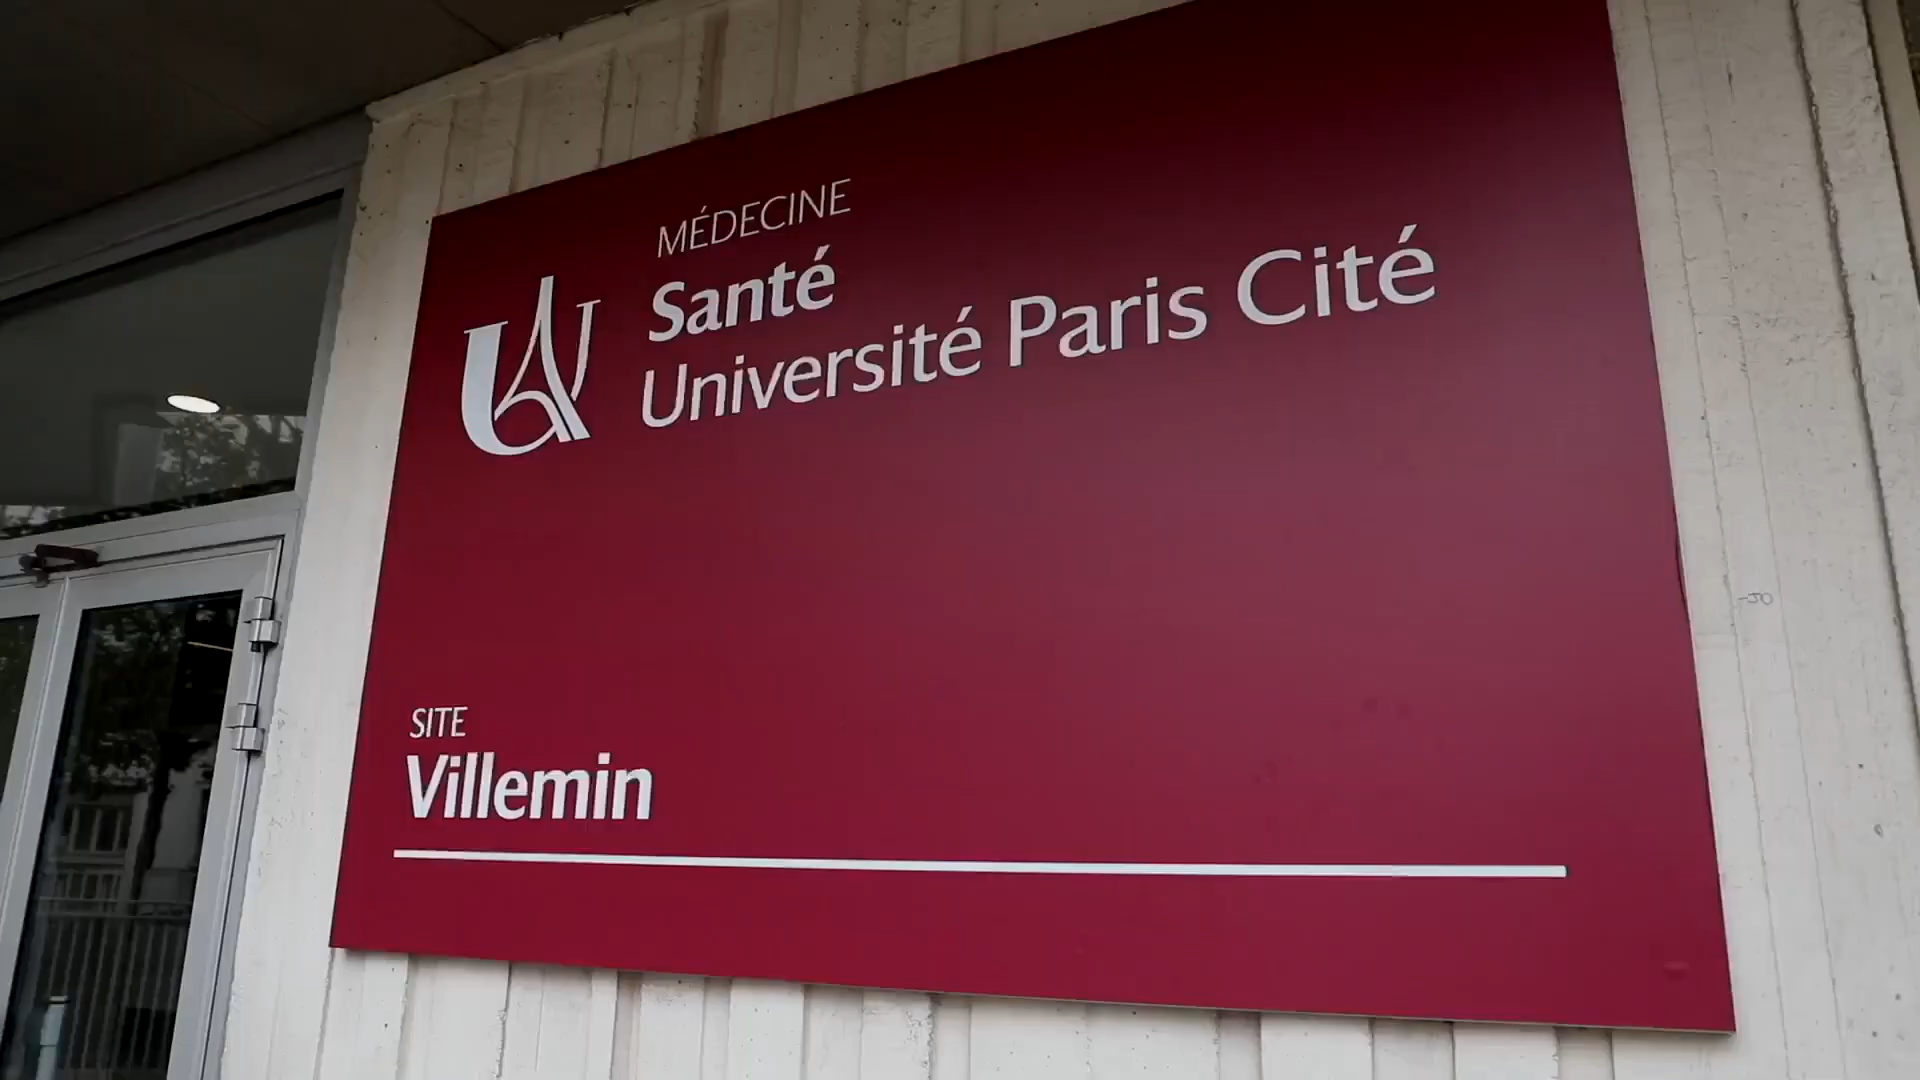 MÉDECINE
Santé
Université Paris Cité
SITE
Villemin